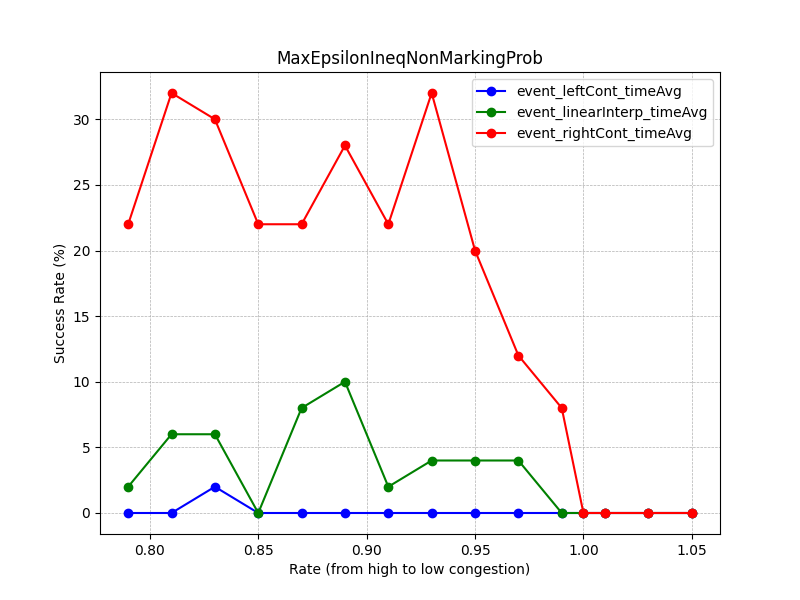 MaxEpsilonIneqNonMarkingProb
event_leftCont_timeAvg
event_linearInterp_timeAvg
event_rightCont_timeAvg
Success Rate (%)
30
25
20
15
10
5
0
0.80 0.85 0.90 0.95 1.00 1.05
Rate (from high to low congestion)